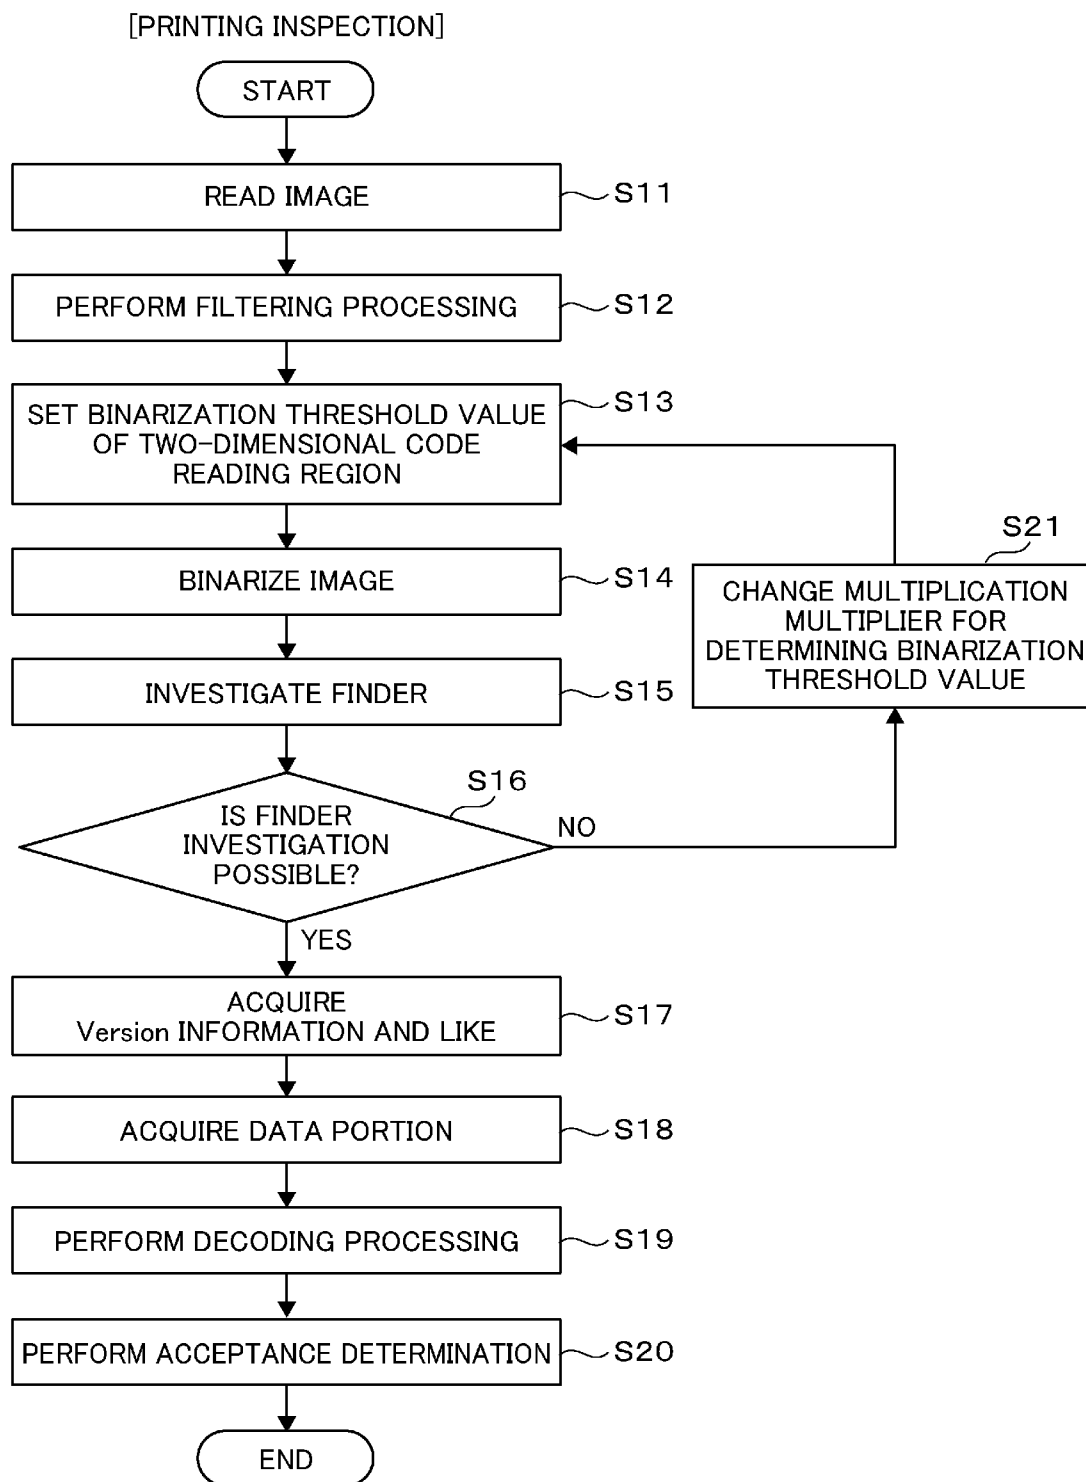 [PRINTING INSPECTION]
START
READ IMAGE
S11
PERFORM FILTERING PROCESSING
S12
SET BINARIZATION THRESHOLD VALUE
OF TWO-DIMENSIONAL CODE
READING REGION
S13
BINARIZE IMAGE
S14
S21
CHANGE MULTIPLICATION
MULTIPLIER FOR
DETERMINING BINARIZATION
THRESHOLD VALUE
INVESTIGATE FINDER
S15
S16
IS FINDER
INVESTIGATION
POSSIBLE?
NO
YES
ACQUIRE
Version INFORMATION AND LIKE
S17
ACQUIRE DATA PORTION
S18
PERFORM DECODING PROCESSING
S19
PERFORM ACCEPTANCE DETERMINATION
S20
END